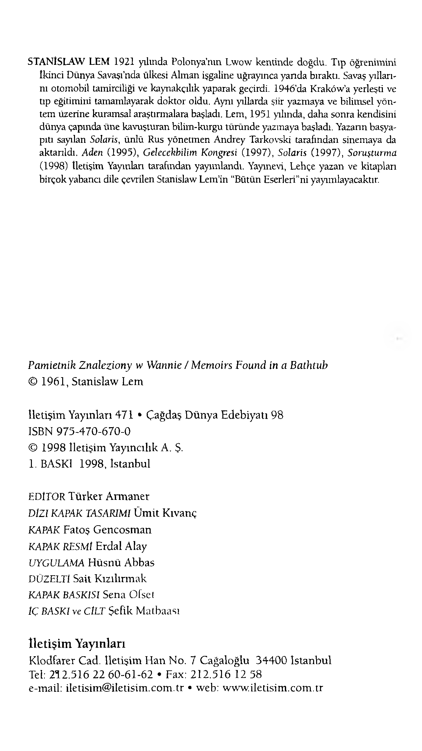 STANİSLAW LEM 1921 yılında Polonya'nın Lwow kentinde doğdu. Tıp öğrenimini
İkinci Dünya Savaşı'nda ülkesi Alman işgaline uğrayınca yarıda bıraktı. Savaş yılları-
nı otomobil tamirciliği ve kaynakçılık yaparak geçirdi. 1946'da Kraków'a yerleşti ve
tıp eğitimini tamamlayarak doktor oldu. Aynı yıllarda şiir yazmaya ve bilimsel yön-
tem üzerine kuramsal araştırmalara başladı. Lem, 1951 yılında, daha sonra kendisini
dünya çapında üne kavuşturan bilim-kurgu türünde yazmaya başladı. Yazarın başya-
pıtı sayılan Solaris, ünlü Rus yönetmen Andrey Tarkovski tarafından sinemaya da
aktarıldı. Aden (1995), Gelecekbilim Kongresi (1997), Solaris (1997), Soruşturma
(1998) İletişim Yayınları tarafından yayımlandı. Yayınevi, Lehçe yazan ve kitapları
birçok yabancı dile çevrilen Stanislaw Lem'in "Bütün Eserleri"ni yayımlayacaktır.
Pamietnik Znaleziony w Wannie / Memoirs Found in a Bathtub
© 1961, Stanislaw Lem
İletişim Yayınları 471 • Çağdaş Dünya Edebiyatı 98
ISBN 975-470-670-0
© 1998 İletişim Yayıncılık A. Ş.
1. BASKI 1998, İstanbul
EDİTÖR Türker Armaner
DİZİ KAPAK TASARIMI Ümit Kıvanç
KAPAK Fatoş Gencosman
KAPAK RESMİ Erdal Alay
UYGULAMA Hüsnü Abbas
DÜZELTİ Sait Kızılırmak
KAPAK BASKISI Sena Ofset
İÇ BASKI ve CİLT Şefik Matbaası
İletişim Yayınları
Klodfarer Cad. İletişim Han No. 7 Cağaloğlu 34400 İstanbul
Tel: 212.516 22 60-61-62 • Fax: 212.516 12 58
e-mail: iletisim@iletisim.com.tr • web: www.iletisim.com.tr